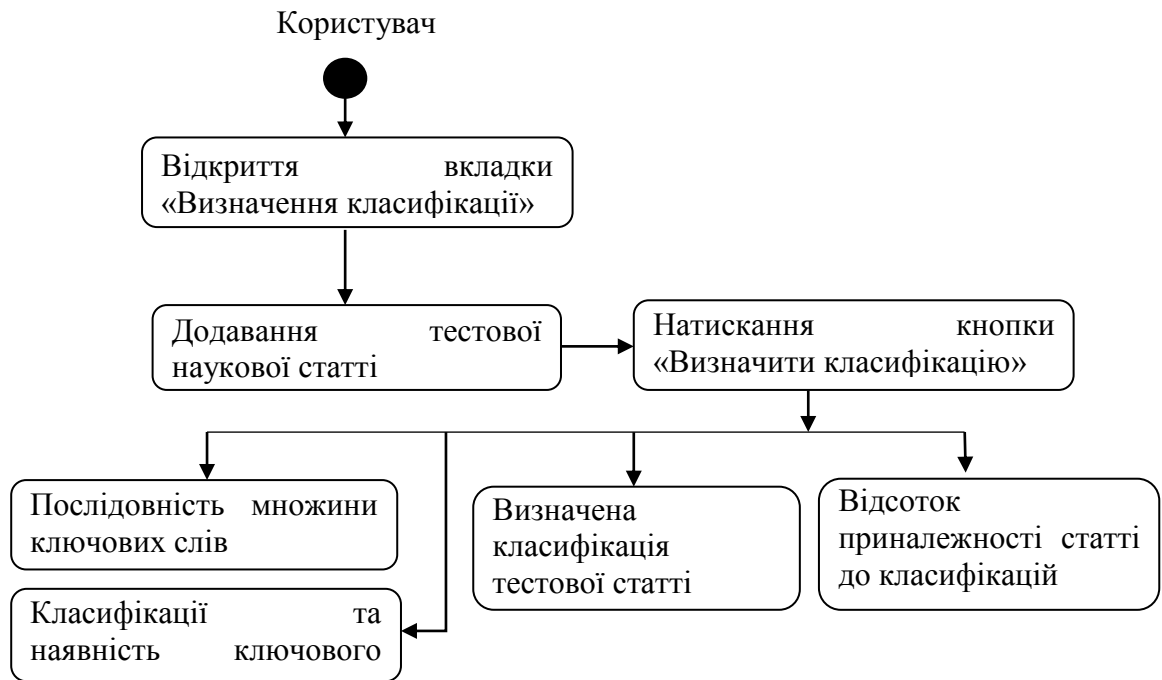 Користувач
Відкриття вкладки
«Визначення класифікації»
Додавання тестової
наукової статті
Натискання кнопки
«Визначити класифікацію»
Послідовність множини
ключових слів
Визначена
класифікація
тестової статті
Відсоток
приналежності статті
до класифікацій
Класифікації та
наявність ключового